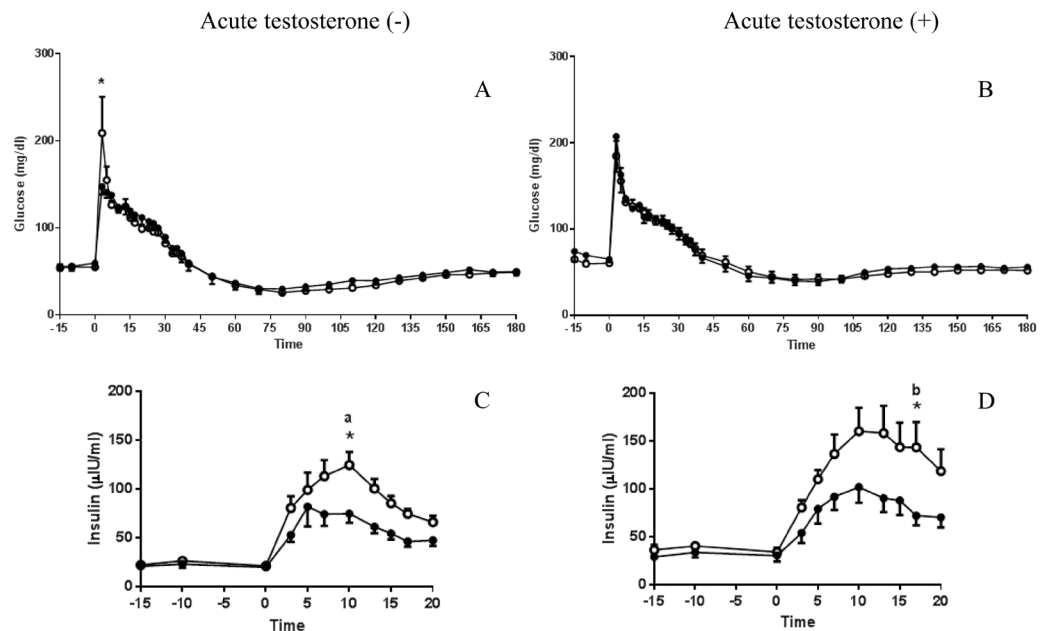 Acute testosterone (-)
Acute testosterone (+)
300
*
A
200
Glucose (mg/dl)
100
0
-15 0 15 30 45 60 75 90 105 120 135 150 165 180
Time
300
B
200
Glucose (mg/dl)
100
0
-15 0 15 30 45 60 75 90 105 120 135 150 165 180
Time
200
C
a
*
150
Insulin (µIU/ml)
100
50
0
-15 -10 -5 0 5 10 15 20
Time
200
b
*
D
150
Insulin (µIU/ml)
100
50
0
-15 -10 -5 0 5 10 15 20
Time